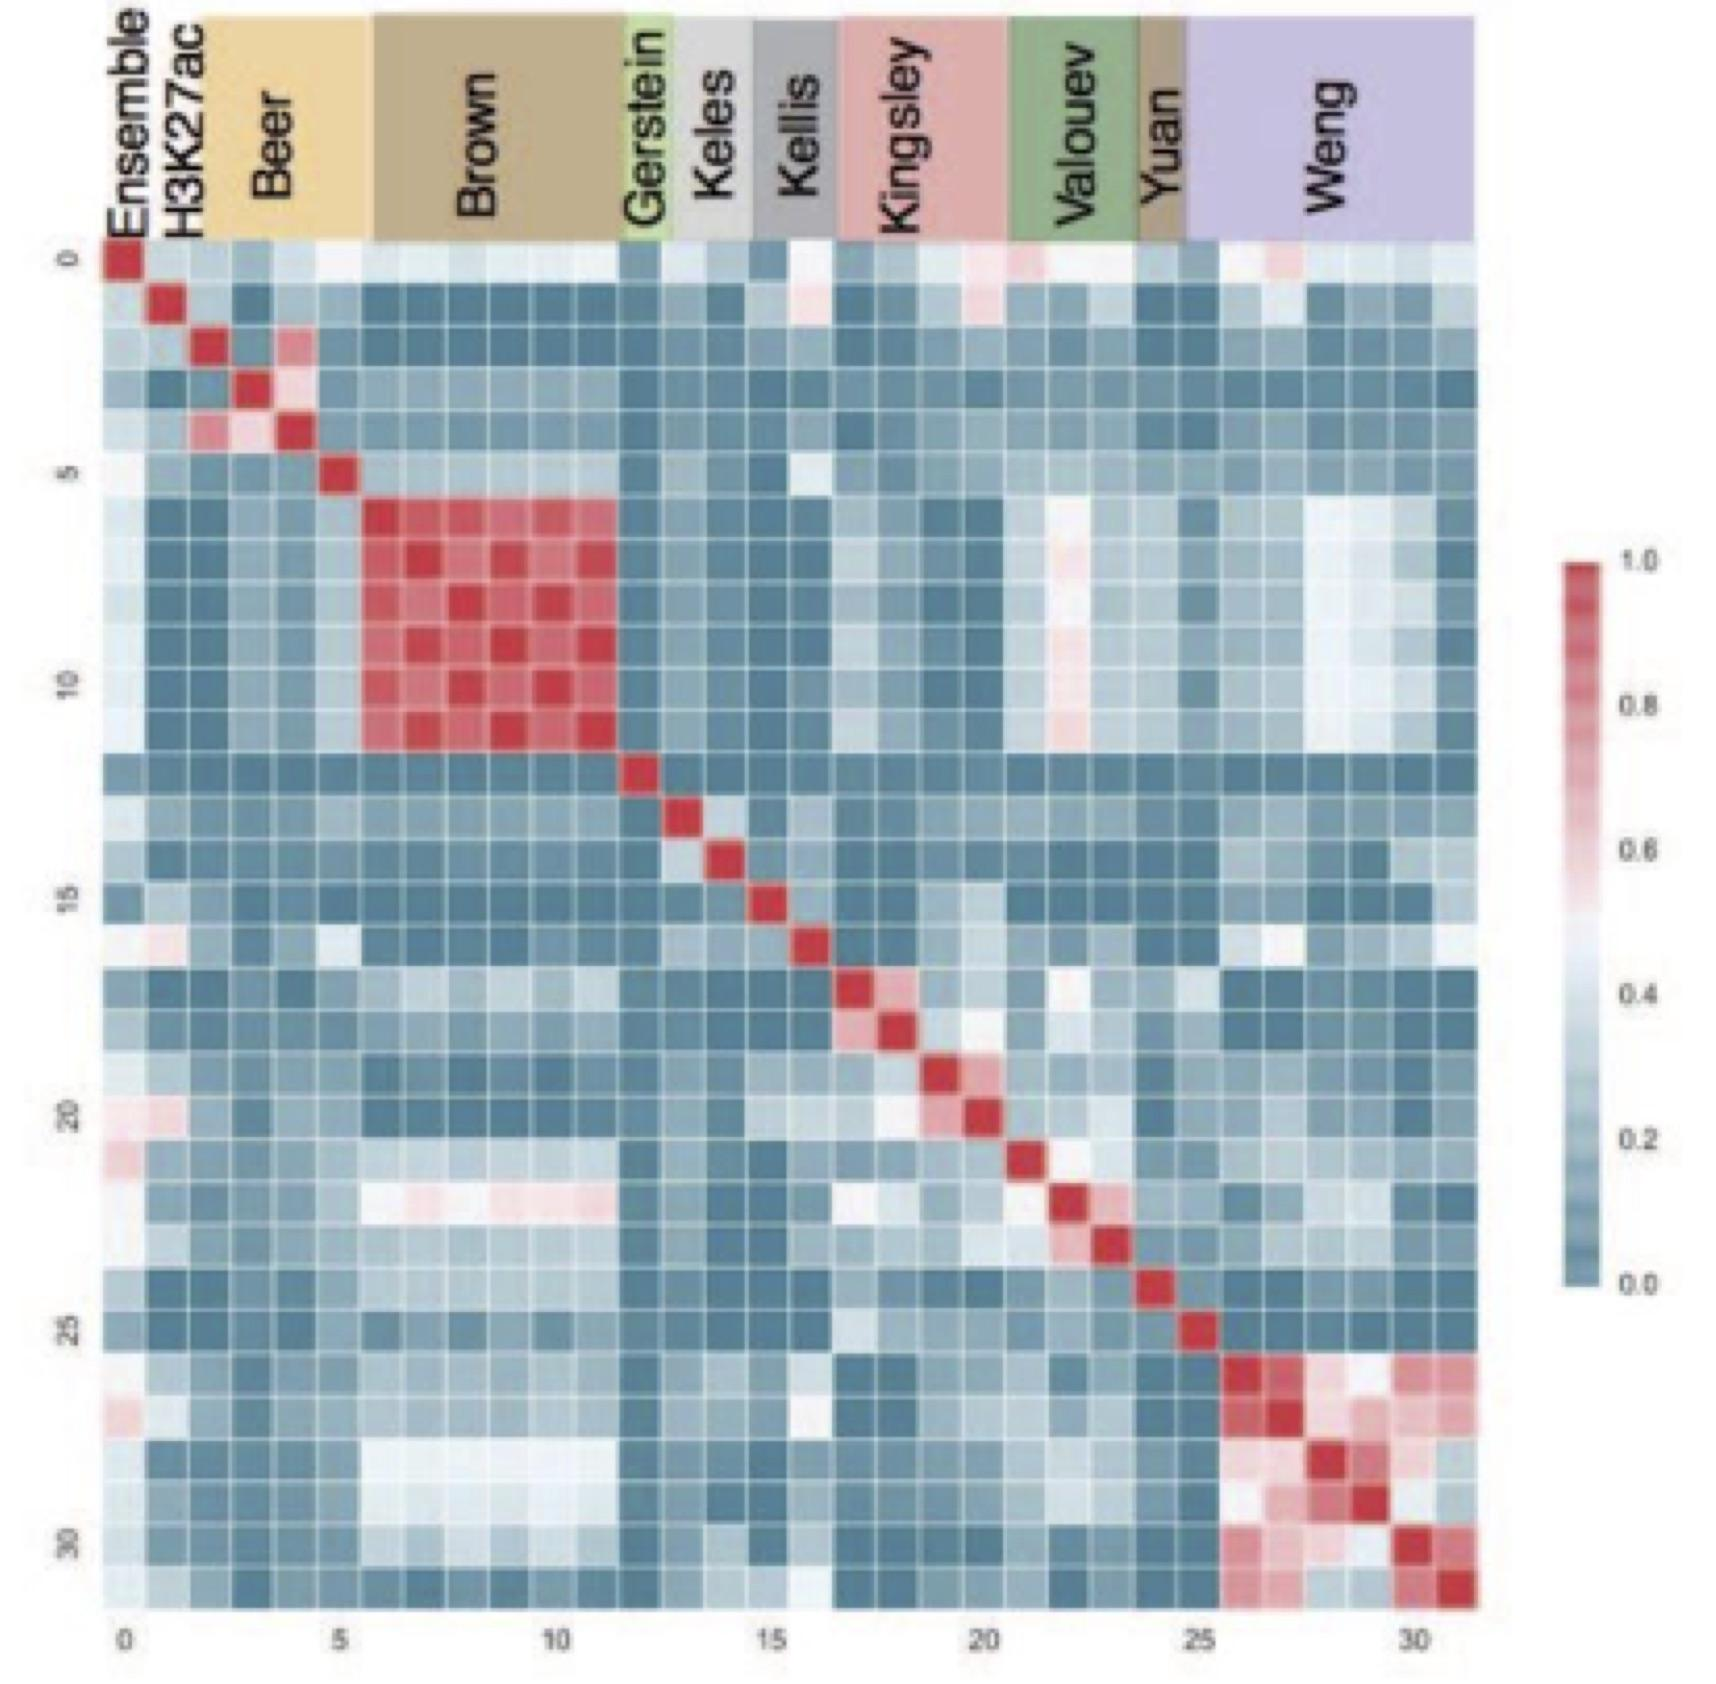 Ensemble
H3K27ac
Beer
Brown
Gerstein
Keles
Kellis
Kingsley
Valouev
Yuan
Weng
0
5
10
15
20
25
30
1.0
0.8
0.6
0.4
0.2
0.0
0
5
10
15
20
25
30